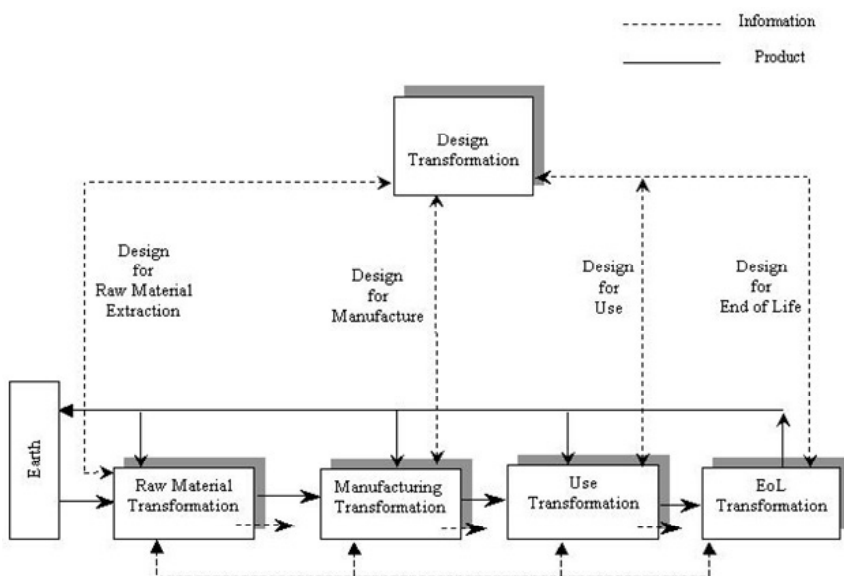 Information
Product
Design
Transformation
Design
for
Raw Material
Extraction
Design
for
Manufacture
Design
for
Use
Design
for
End of Life
Earth
Raw Material
Transformation
Manufacturing
Transformation
Use
Transformation
EoL
Transformation